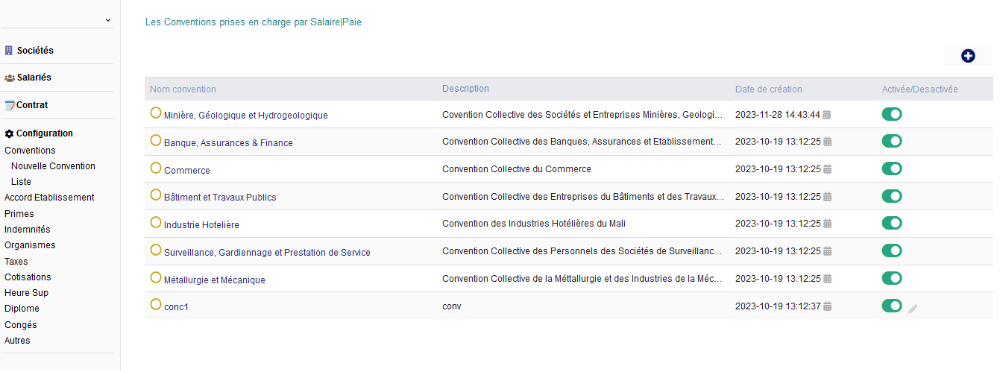 Les Conventions prises en charge par Salaire|Paie
Sociétés
Salariés
Contrat
Configuration
Conventions
Nouvelle Convention
Liste
Accord Etablissement
Primes
Indemnités
Organismes
Taxes
Cotisations
Heure Sup
Diplome
Congés
Autres
Nom convention Description Date de création Activée/Desactivée
Minière, Géologique et Hydrogeologique Covention Collective des Sociétés et Entreprises Minières, Geologi... 2023-11-28 14:43:44
Banque, Assurances & Finance Convention Collective des Banques, Assurances et Etablissement... 2023-10-19 13:12:25
Commerce Convention Collective du Commerce 2023-10-19 13:12:25
Bâtiment et Travaux Publics Convention Collective des Entreprises du Bâtiments et des Travaux... 2023-10-19 13:12:25
Industrie Hotelière Convention des Industries Hotélières du Mali 2023-10-19 13:12:25
Surveillance, Gardiennage et Prestation de Service Convention Collective des Personnels des Sociétés de Surveillanc... 2023-10-19 13:12:25
Métallurgie et Mécanique Convention Collective de la Méttallurgie et des Industries de la Méc... 2023-10-19 13:12:25
conc1 conv 2023-10-19 13:12:37